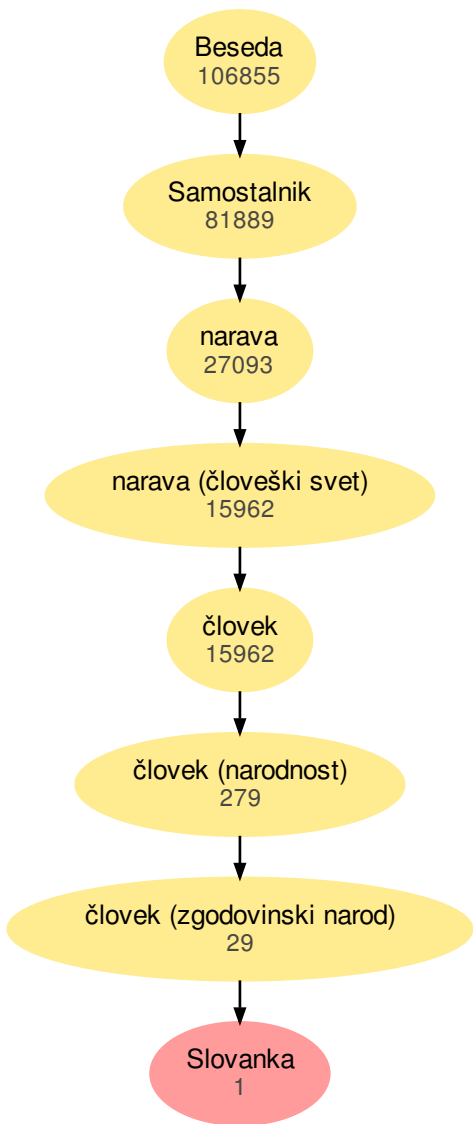 Beseda
106855
Samostalnik
81889
narava
27093
narava (človeški svet)
15962
človek
15962
človek (narodnost)
279
človek (zgodovinski narod)
29
Slovanka
1